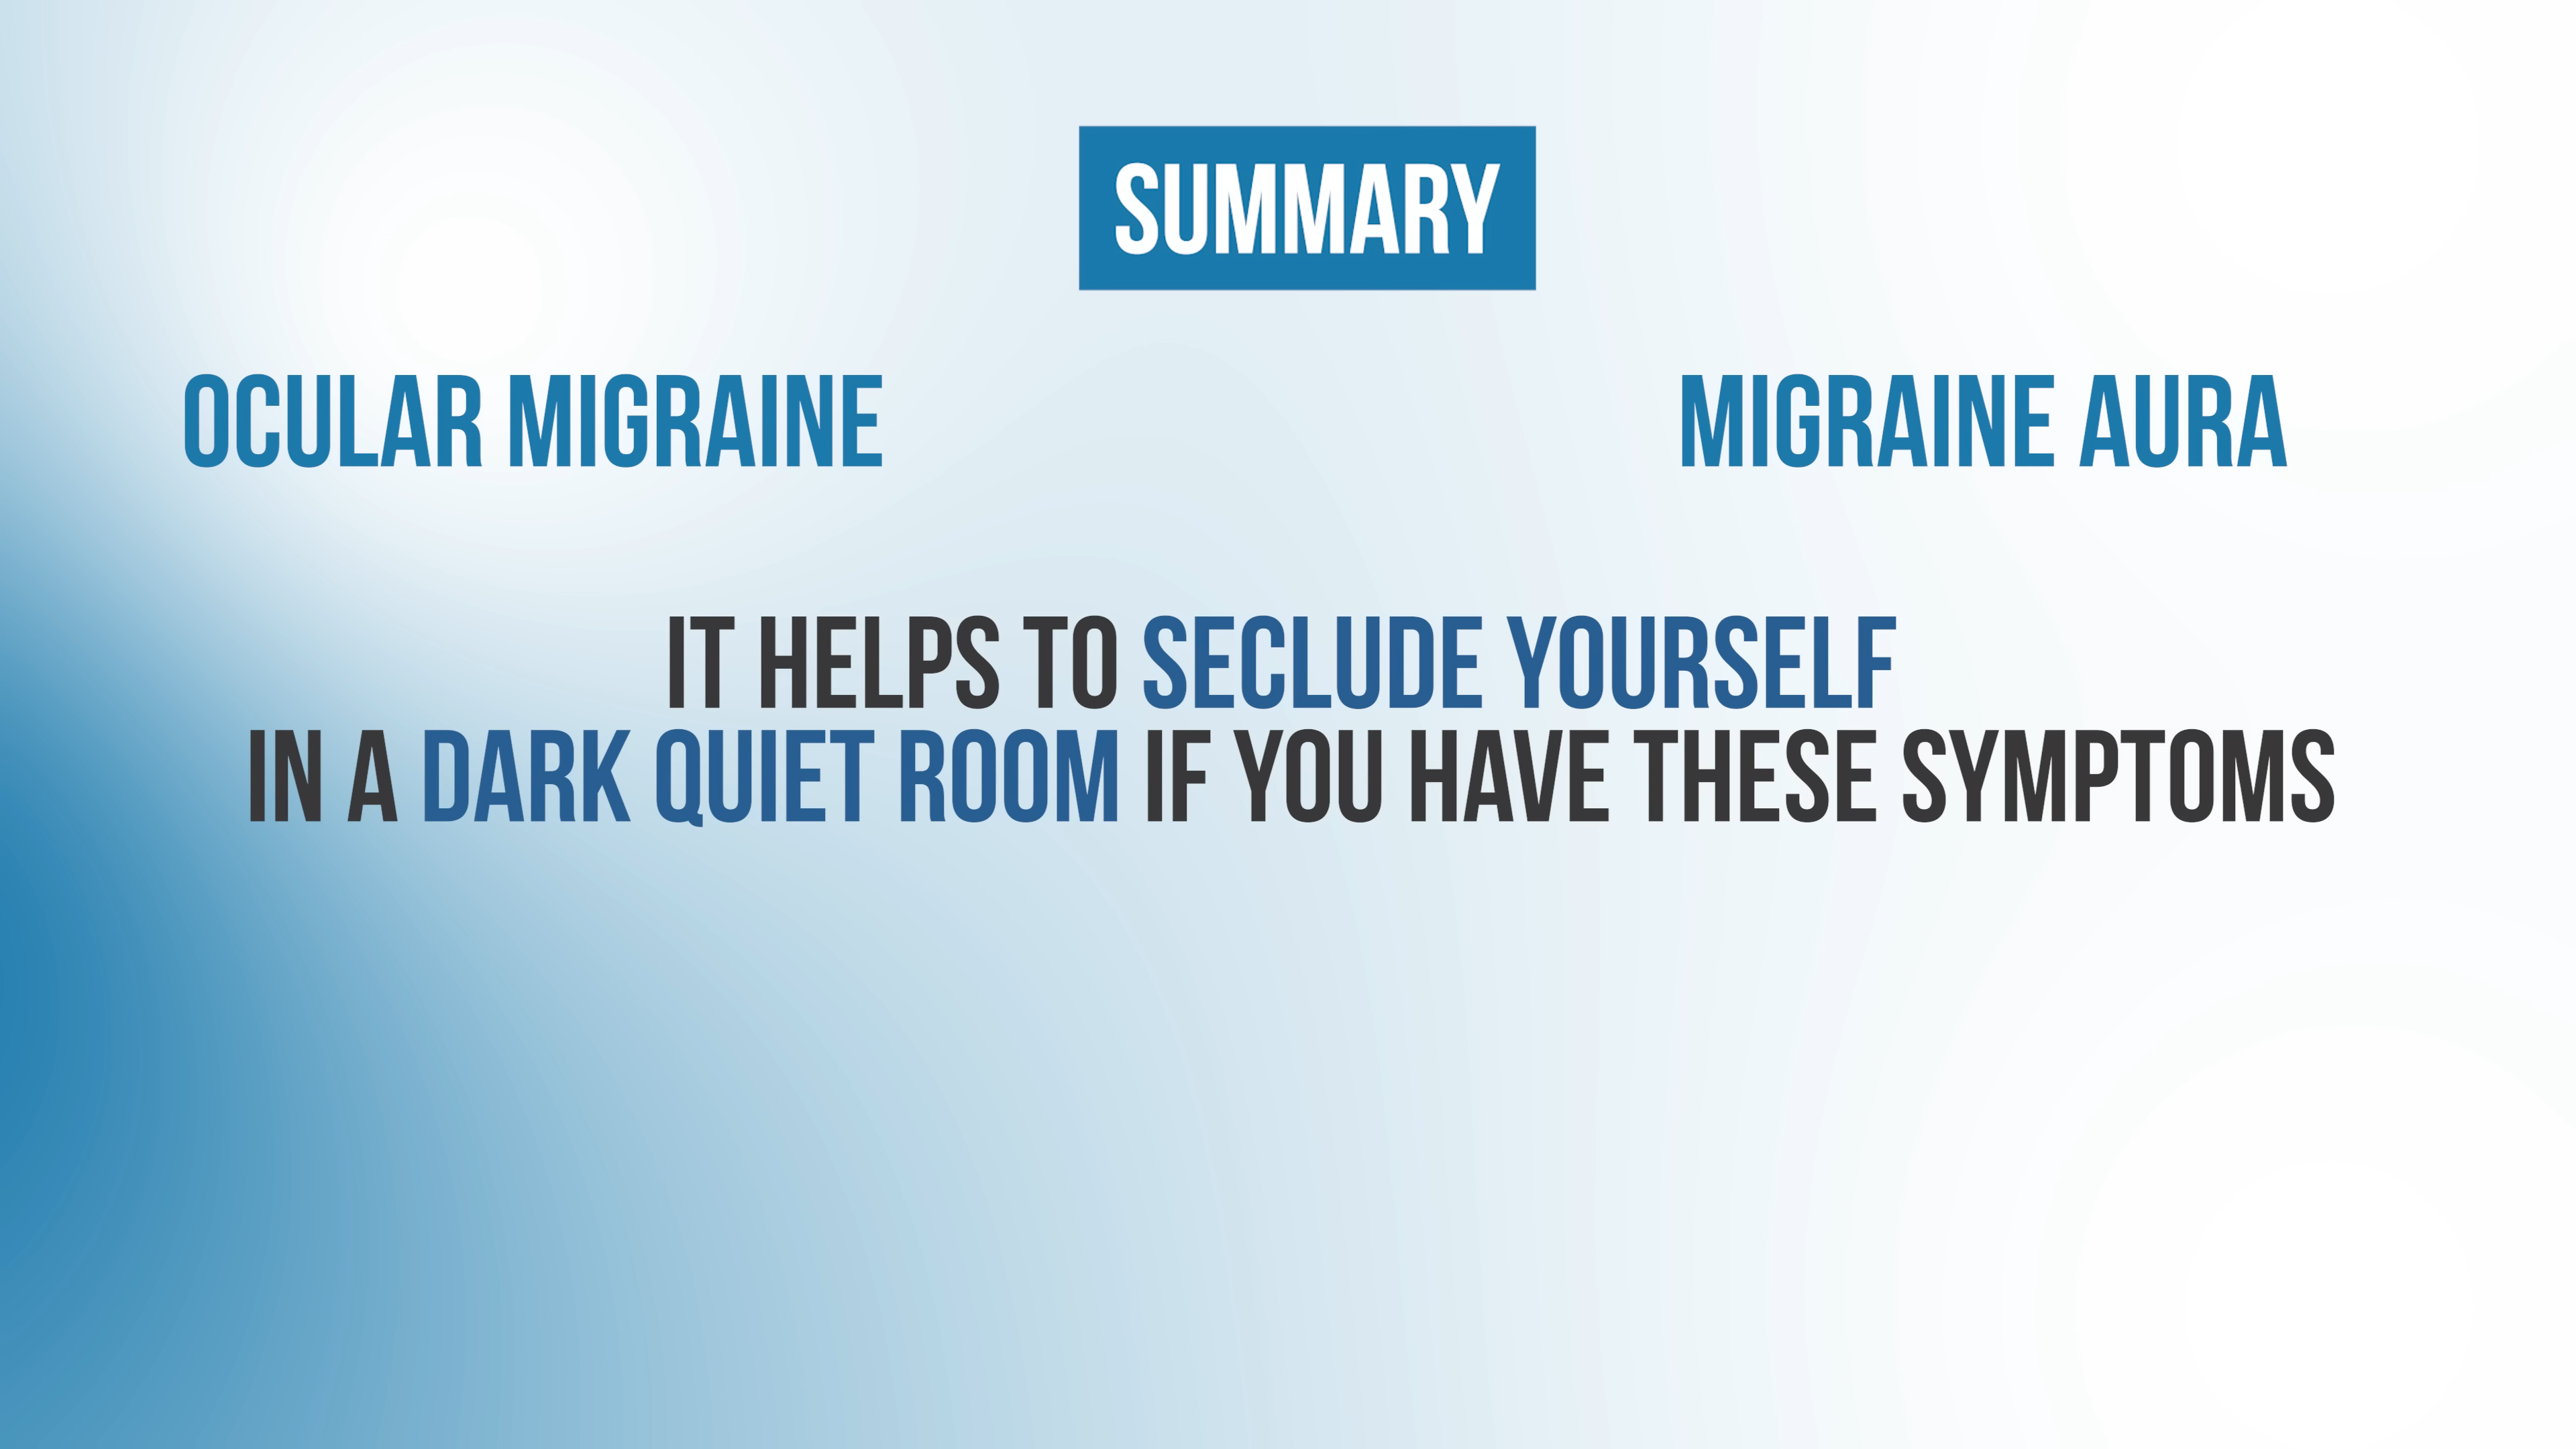 SUMMARY
OCULAR MIGRAINE
MIGRAINE AURA
IT HELPS TO SECLUDE YOURSELF
IN A DARK QUIET ROOM IF YOU HAVE THESE SYMPTOMS